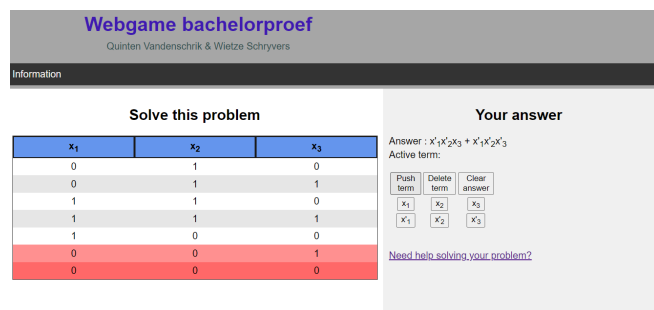 Webgame bachelorproef
Quinten Vandenschrik & Wietze Schryvers
Information
Solve this problem
x₁ x₂ x₃
0 1 0
0 1 1
1 1 0
1 1 1
1 0 0
0 0 1
0 0 0
Your answer
Answer : x'₁x'₂x₃ + x'₁x'₂x'₃
Active term:
Push term Delete term Clear answer
x₁ x₂ x₃
x'₁ x'₂ x'₃
Need help solving your problem?